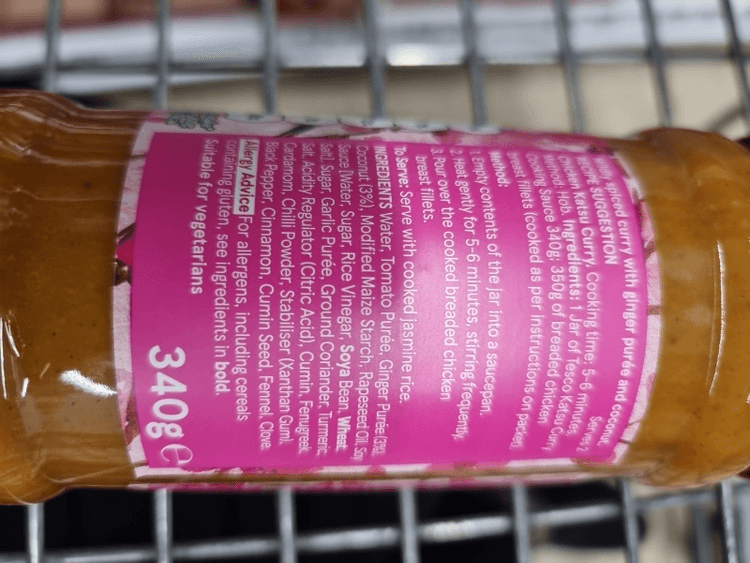 spiced curry with ginger purée and coconut.
Serves 2
RECIPE SUGGESTION
Chicken Katsu Curry Cooking time: 5-6 minutes
Method: Hob. Ingredients: 1 Jar of Tesco Katsu Curry
Cooking Sauce 340g; 350g of breaded chicken
breast fillets (cooked as per instructions on packet).
Method:
1 Empty contents of the jar into a saucepan.
2 Heat gently for 5-6 minutes, stirring frequently.
3 Pour over the cooked breaded chicken
breast fillets.
To Serve: Serve with cooked jasmine rice.
INGREDIENTS Water, Tomato Purée, Ginger Purée (3%),
Coconut (3%), Modified Maize Starch, Rapeseed Oil, Soy
Sauce [Water, Sugar, Rice Vinegar, Soya Bean, Wheat,
Salt], Sugar, Garlic Purée, Ground Coriander, Turmeric,
Salt, Acidity Regulator (Citric Acid), Cumin, Fenugreek,
Cardamom, Chilli Powder, Stabiliser (Xanthan Gum),
Black Pepper, Cinnamon, Cumin Seed, Fennel, Clove.
Allergy Advice For allergens, including cereals
containing gluten, see ingredients in bold.
Suitable for vegetarians
340g e